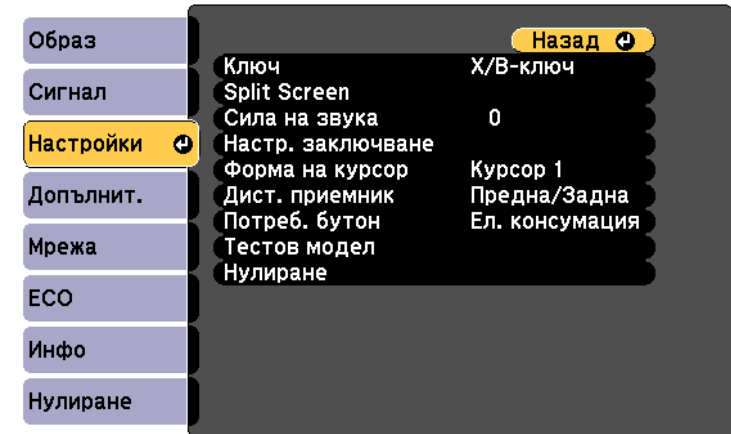 Образ
Сигнал
Настройки
Допълнит.
Мрежа
ECO
Инфо
Нулиране
Назад
Ключ Х/В-ключ
Split Screen
Сила на звука 0
Настр. заключване
Форма на курсор Курсор 1
Дист. приемник Предна/Задна
Потреб. бутон Ел. консумация
Тестов модел
Нулиране